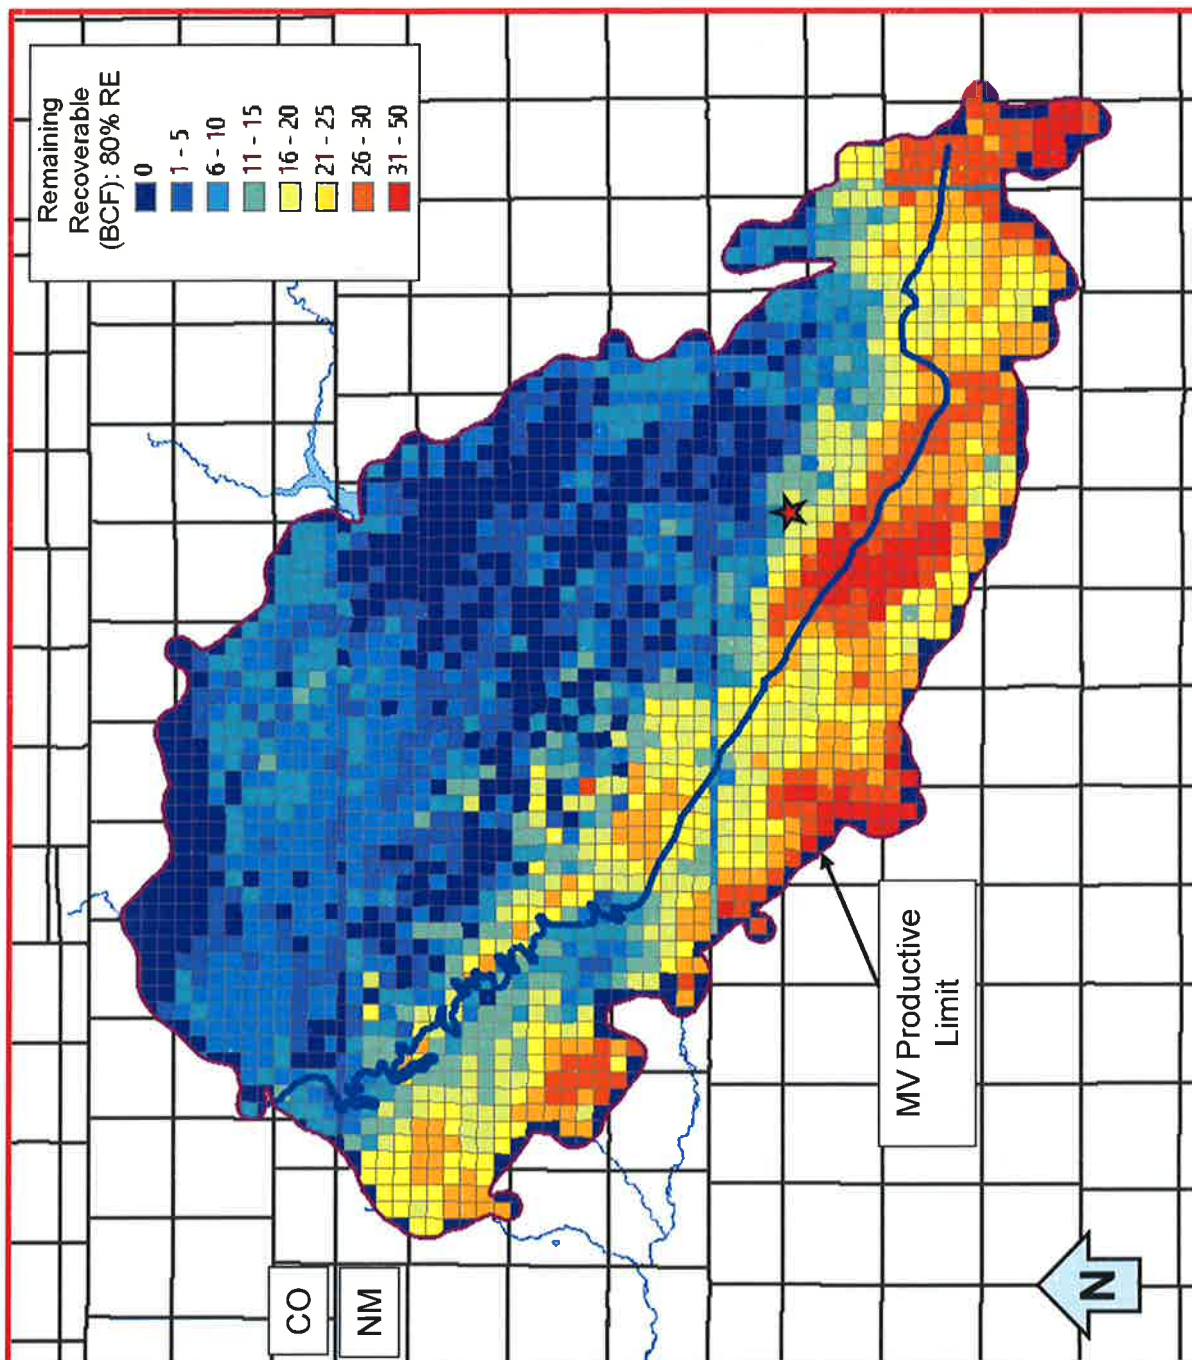 Remaining
Recoverable
(BCF): 80% RE
0
1 - 5
6 - 10
11 - 15
16 - 20
21 - 25
26 - 30
31 - 50
CO
NM
MV Productive
Limit
N